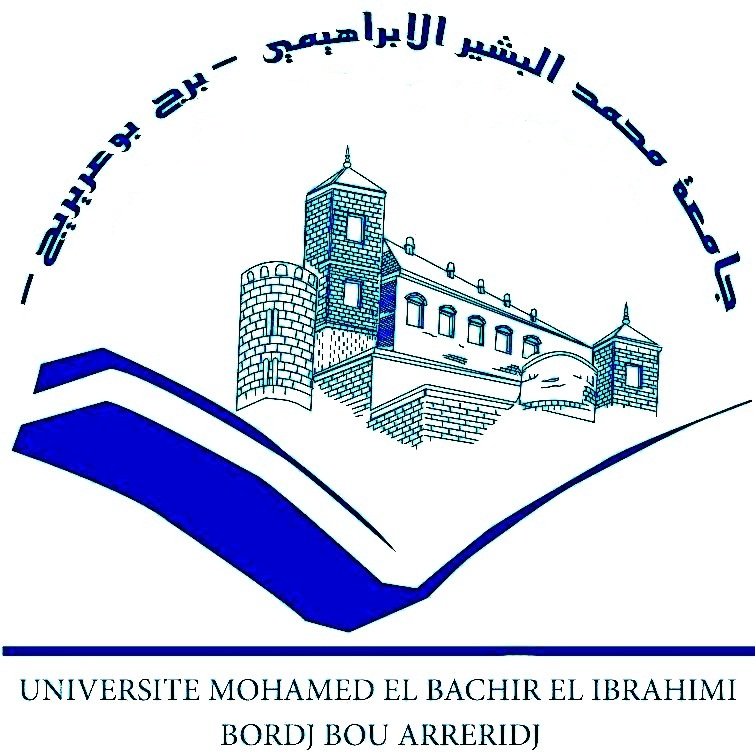 جامعة محمد البشير الابراهيمي – برج بوعريريج –
UNIVERSITE MOHAMED EL BACHIR EL IBRAHIMI
BORDJ BOU ARRERIDJ